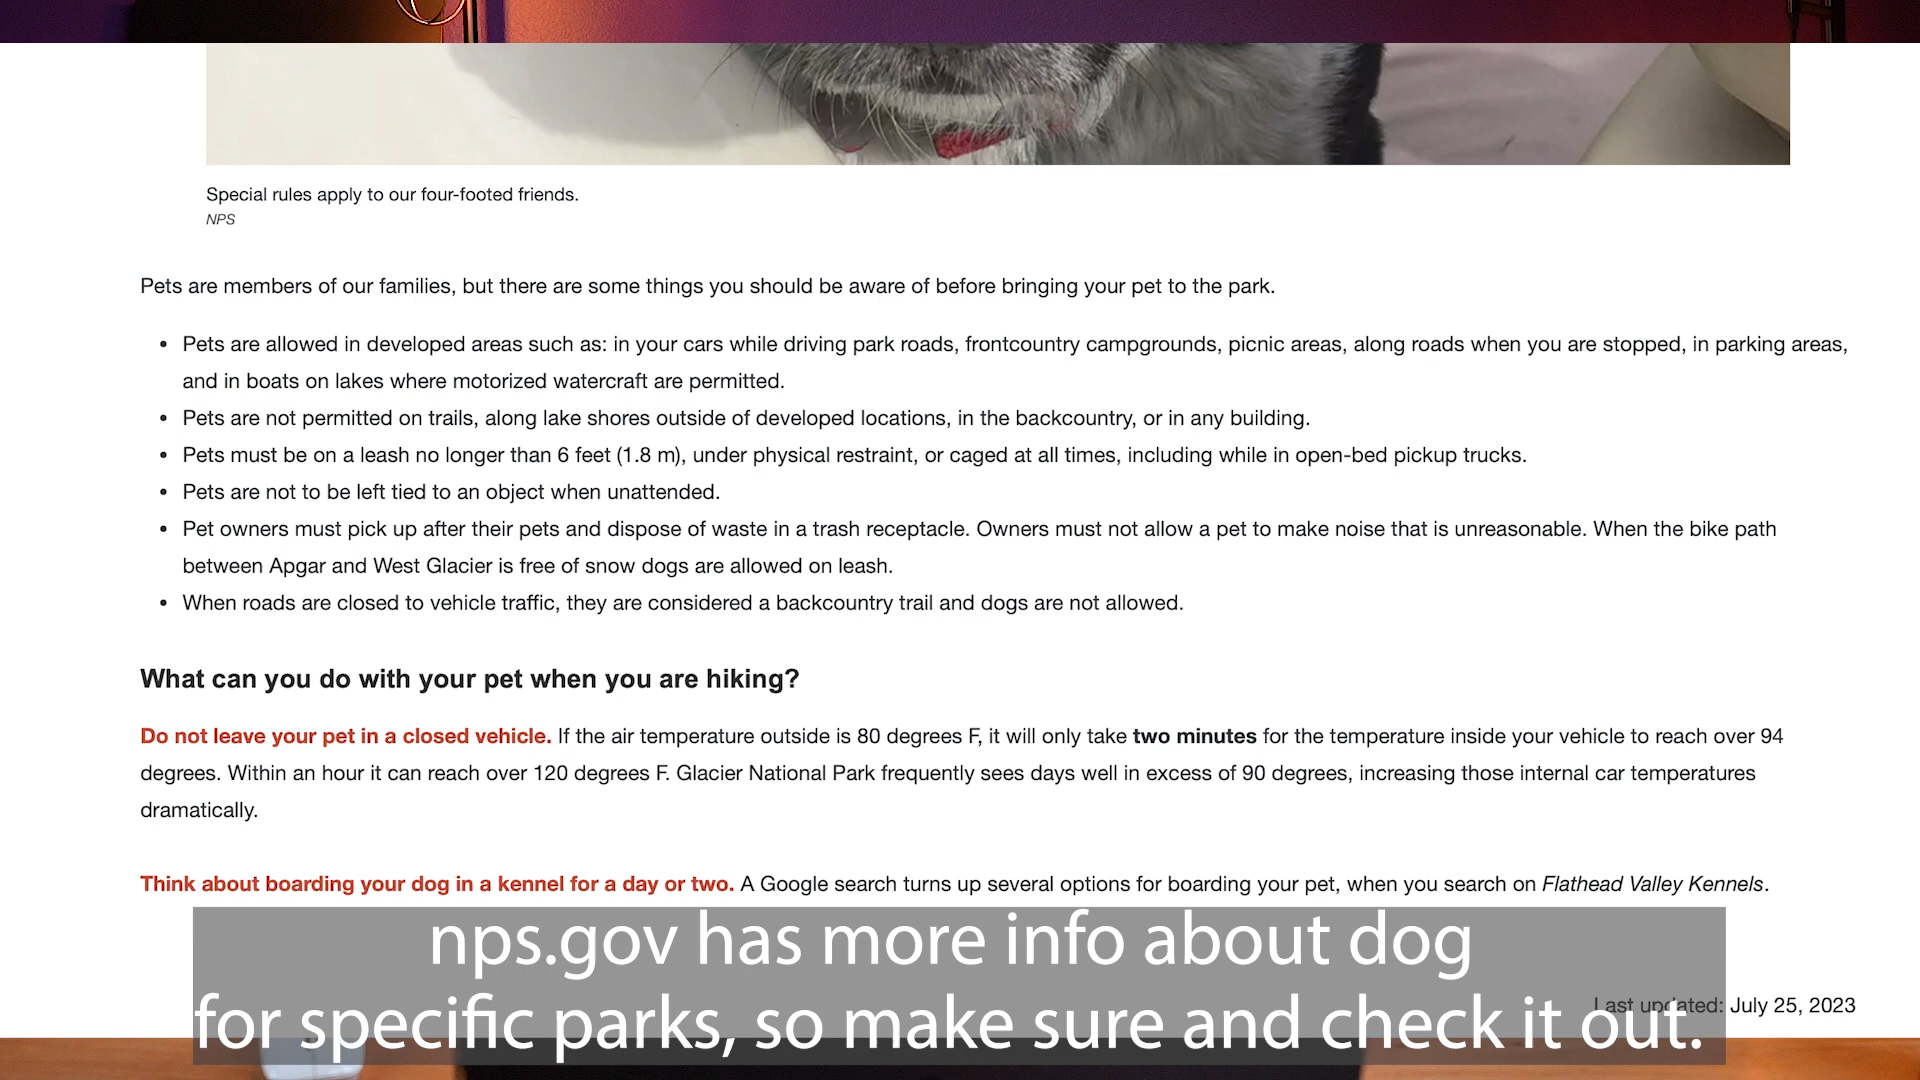 Special rules apply to our four-footed friends.
NPS
Pets are members of our families, but there are some things you should be aware of before bringing your pet to the park.
• Pets are allowed in developed areas such as: in your cars while driving park roads, frontcountry campgrounds, picnic areas, along roads when you are stopped, in parking areas,
and in boats on lakes where motorized watercraft are permitted.
• Pets are not permitted on trails, along lake shores outside of developed locations, in the backcountry, or in any building.
• Pets must be on a leash no longer than 6 feet (1.8 m), under physical restraint, or caged at all times, including while in open-bed pickup trucks.
• Pets are not to be left tied to an object when unattended.
• Pet owners must pick up after their pets and dispose of waste in a trash receptacle. Owners must not allow a pet to make noise that is unreasonable. When the bike path
between Apgar and West Glacier is free of snow dogs are allowed on leash.
• When roads are closed to vehicle traffic, they are considered a backcountry trail and dogs are not allowed.
What can you do with your pet when you are hiking?
Do not leave your pet in a closed vehicle. If the air temperature outside is 80 degrees F, it will only take two minutes for the temperature inside your vehicle to reach over 94
degrees. Within an hour it can reach over 120 degrees F. Glacier National Park frequently sees days well in excess of 90 degrees, increasing those internal car temperatures
dramatically.
Think about boarding your dog in a kennel for a day or two. A Google search turns up several options for boarding your pet, when you search on Flathead Valley Kennels.
nps.gov has more info about dog
Last updated: July 25, 2023
for specific parks, so make sure and check it out.